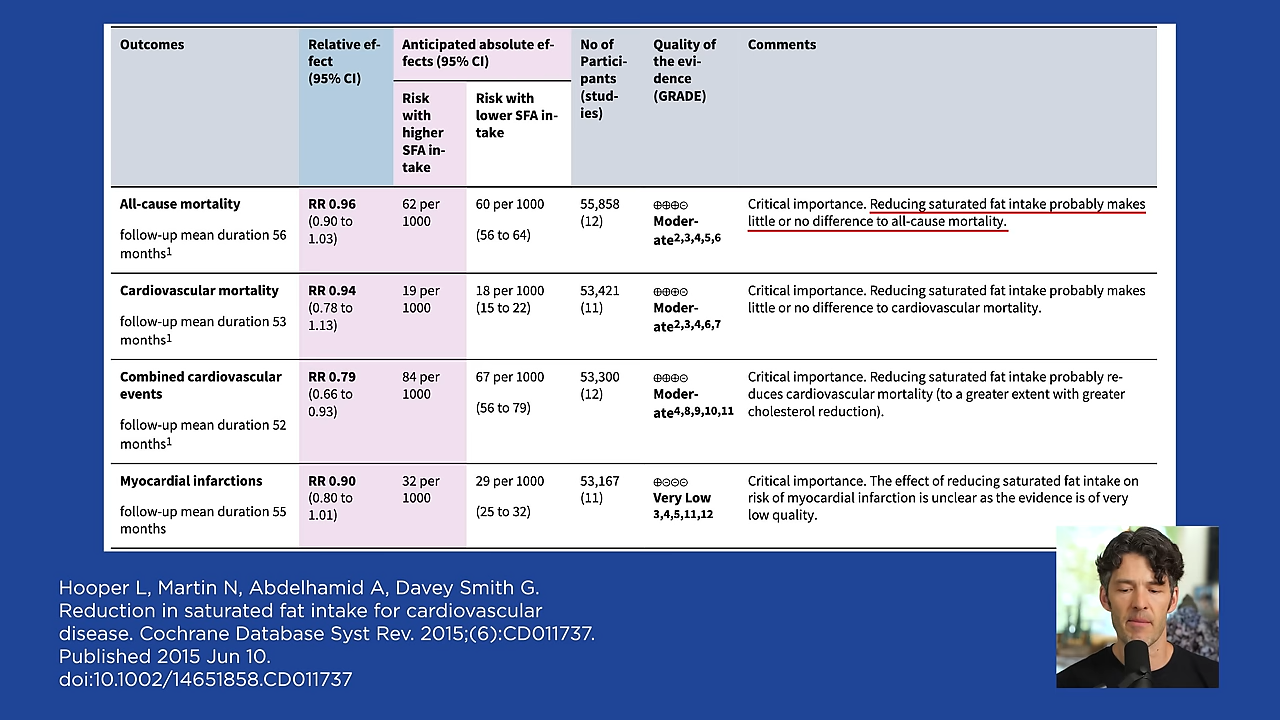 Outcomes
Relative ef-
fect
(95% CI)
Anticipated absolute ef-
fects (95% CI)
Risk
with
higher
SFA in-
take
Risk with
lower SFA in-
take
No of
Partici-
pants
(stud-
ies)
Quality of
the evi-
dence
(GRADE)
Comments
All-cause mortality
follow-up mean duration 56
months1
RR 0.96
(0.90 to
1.03)
62 per
1000
60 per 1000
(56 to 64)
55,858
(12)
⊕⊕⊕⊝
Moder-
ate2,3,4,5,6
Critical importance. Reducing saturated fat intake probably makes
little or no difference to all-cause mortality.
Cardiovascular mortality
follow-up mean duration 53
months1
RR 0.94
(0.78 to
1.13)
19 per
1000
18 per 1000
(15 to 22)
53,421
(11)
⊕⊕⊕⊝
Moder-
ate2,3,4,6,7
Critical importance. Reducing saturated fat intake probably makes
little or no difference to cardiovascular mortality.
Combined cardiovascular
events
follow-up mean duration 52
months1
RR 0.79
(0.66 to
0.93)
84 per
1000
67 per 1000
(56 to 79)
53,300
(12)
⊕⊕⊕⊝
Moder-
ate4,8,9,10,11
Critical importance. Reducing saturated fat intake probably re-
duces cardiovascular mortality (to a greater extent with greater
cholesterol reduction).
Myocardial infarctions
follow-up mean duration 55
months
RR 0.90
(0.80 to
1.01)
32 per
1000
29 per 1000
(25 to 32)
53,167
(11)
⊕⊝⊝⊝
Very Low
3,4,5,11,12
Critical importance. The effect of reducing saturated fat intake on
risk of myocardial infarction is unclear as the evidence is of very
low quality.
Hooper L, Martin N, Abdelhamid A, Davey Smith G.
Reduction in saturated fat intake for cardiovascular
disease. Cochrane Database Syst Rev. 2015;(6):CD011737.
Published 2015 Jun 10.
doi:10.1002/14651858.CD011737